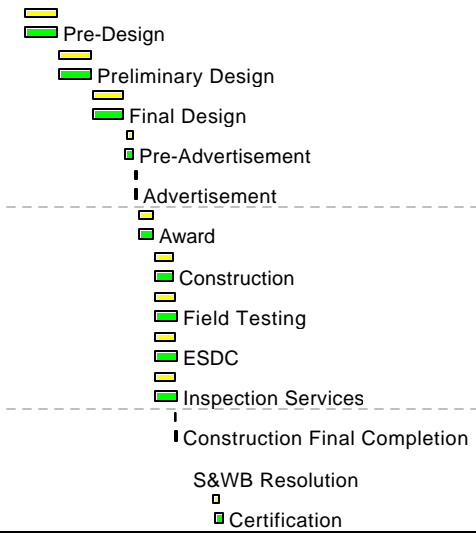 Pre-Design
Preliminary Design
Final Design
Pre-Advertisement
Advertisement
Award
Construction
Field Testing
ESDC
Inspection Services
Construction Final Completion
S&WB Resolution
Certification